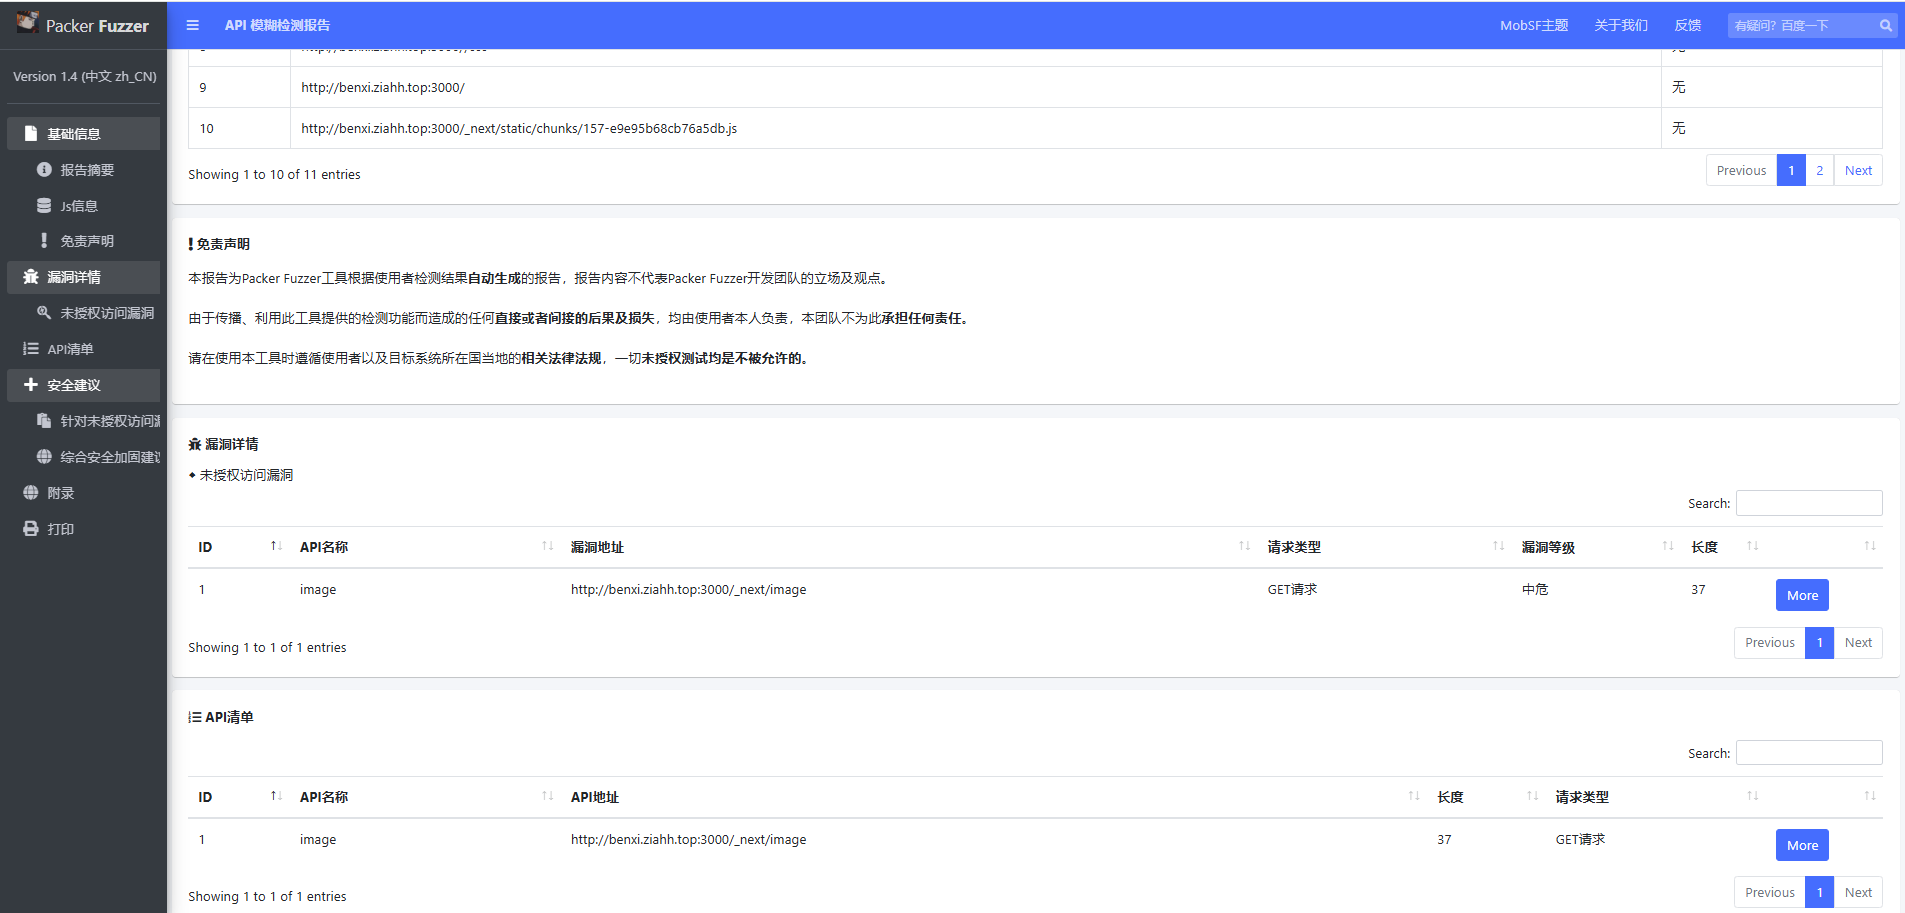 Packer Fuzzer
API 模糊检测报告
MobSF主题
关于我们
反馈
有疑问？百度一下
Version 1.4 (中文 zh_CN)
基础信息
报告摘要
Js信息
免责声明
漏洞详情
未授权访问漏洞
API清单
安全建议
针对未授权访问
综合安全加固建
附录
打印
9 http://benxi.ziahh.top:3000/ 无
10 http://benxi.ziahh.top:3000/_next/static/chunks/157-e9e95b68cb76a5db.js 无
Showing 1 to 10 of 11 entries
Previous 1 2 Next
免责声明
本报告为Packer Fuzzer工具根据使用者检测结果自动生成的报告，报告内容不代表Packer Fuzzer开发团队的立场及观点。
由于传播、利用此工具提供的检测功能而造成的任何直接或者间接的后果及损失，均由使用者本人负责，本团队不为此承担任何责任。
请在使用本工具时遵循使用者以及目标系统所在国当地的相关法律法规，一切未授权测试均是不被允许的。
漏洞详情
未授权访问漏洞
Search:
ID API名称 漏洞地址 请求类型 漏洞等级 长度
1 image http://benxi.ziahh.top:3000/_next/image GET请求 中危 37 More
Showing 1 to 1 of 1 entries
Previous 1 Next
API清单
Search:
ID API名称 API地址 长度 请求类型
1 image http://benxi.ziahh.top:3000/_next/image 37 GET请求 More
Showing 1 to 1 of 1 entries
Previous 1 Next